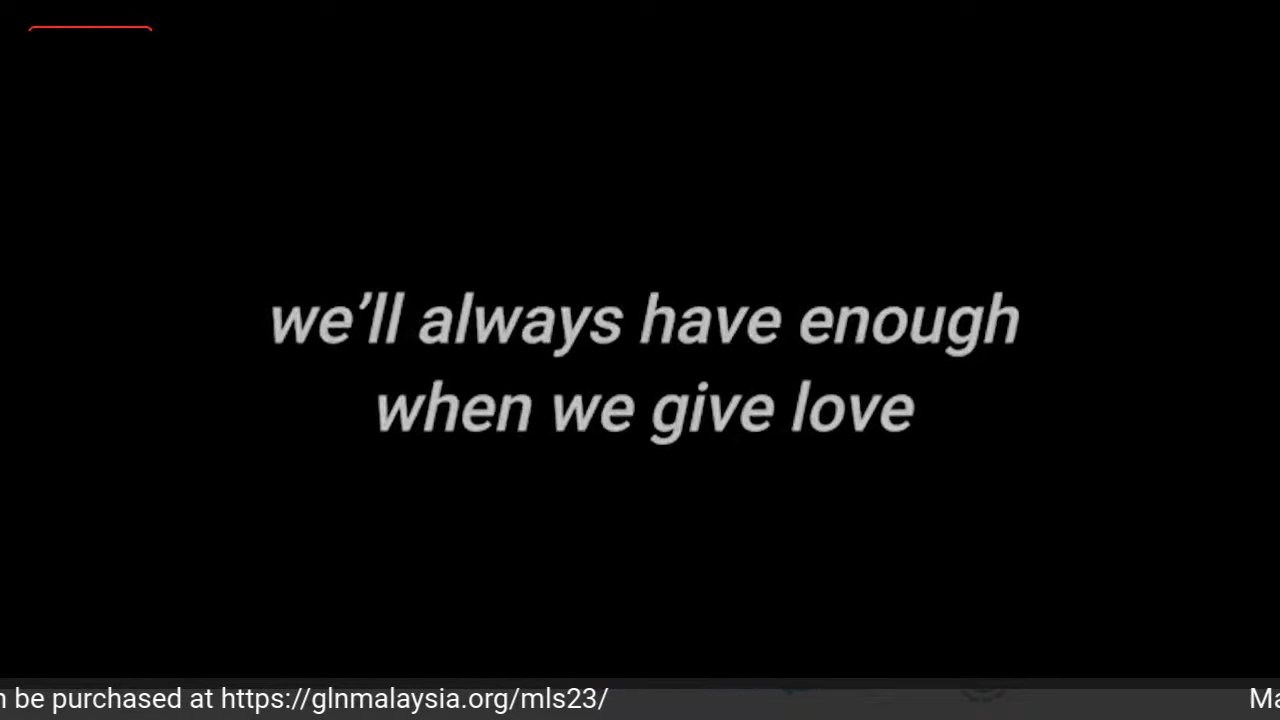 we’ll always have enough
when we give love
be purchased at https://glnmalaysia.org/mls23/